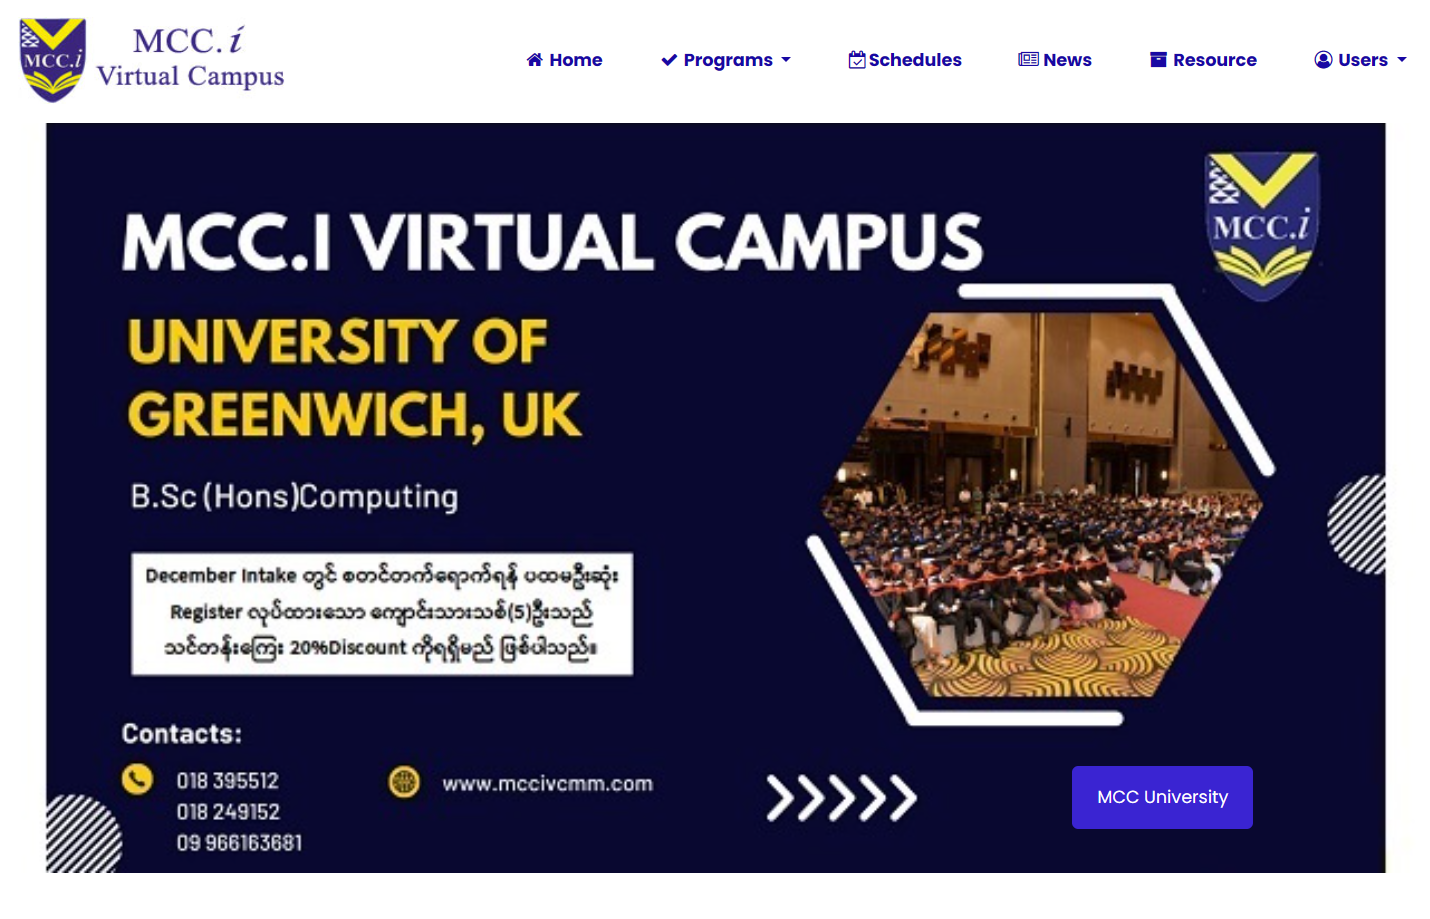 MCC.i
MCC. i
Virtual Campus
Home
Programs
Schedules
News
Resource
Users
MCC.i
MCC.I VIRTUAL CAMPUS
UNIVERSITY OF
GREENWICH, UK
B.Sc (Hons)Computing
December Intake တွင် စတင်တက်ရောက်ရန် ပထမဦးဆုံး
Register လုပ်ထားသော ကျောင်းသားသစ်(5)ဦးသည်
သင်တန်းကြေး 20%Discount ကိုရရှိမည် ဖြစ်ပါသည်။
Contacts:
018 395512
018 249152
09 966163681
www.mccivcmm.com
MCC University